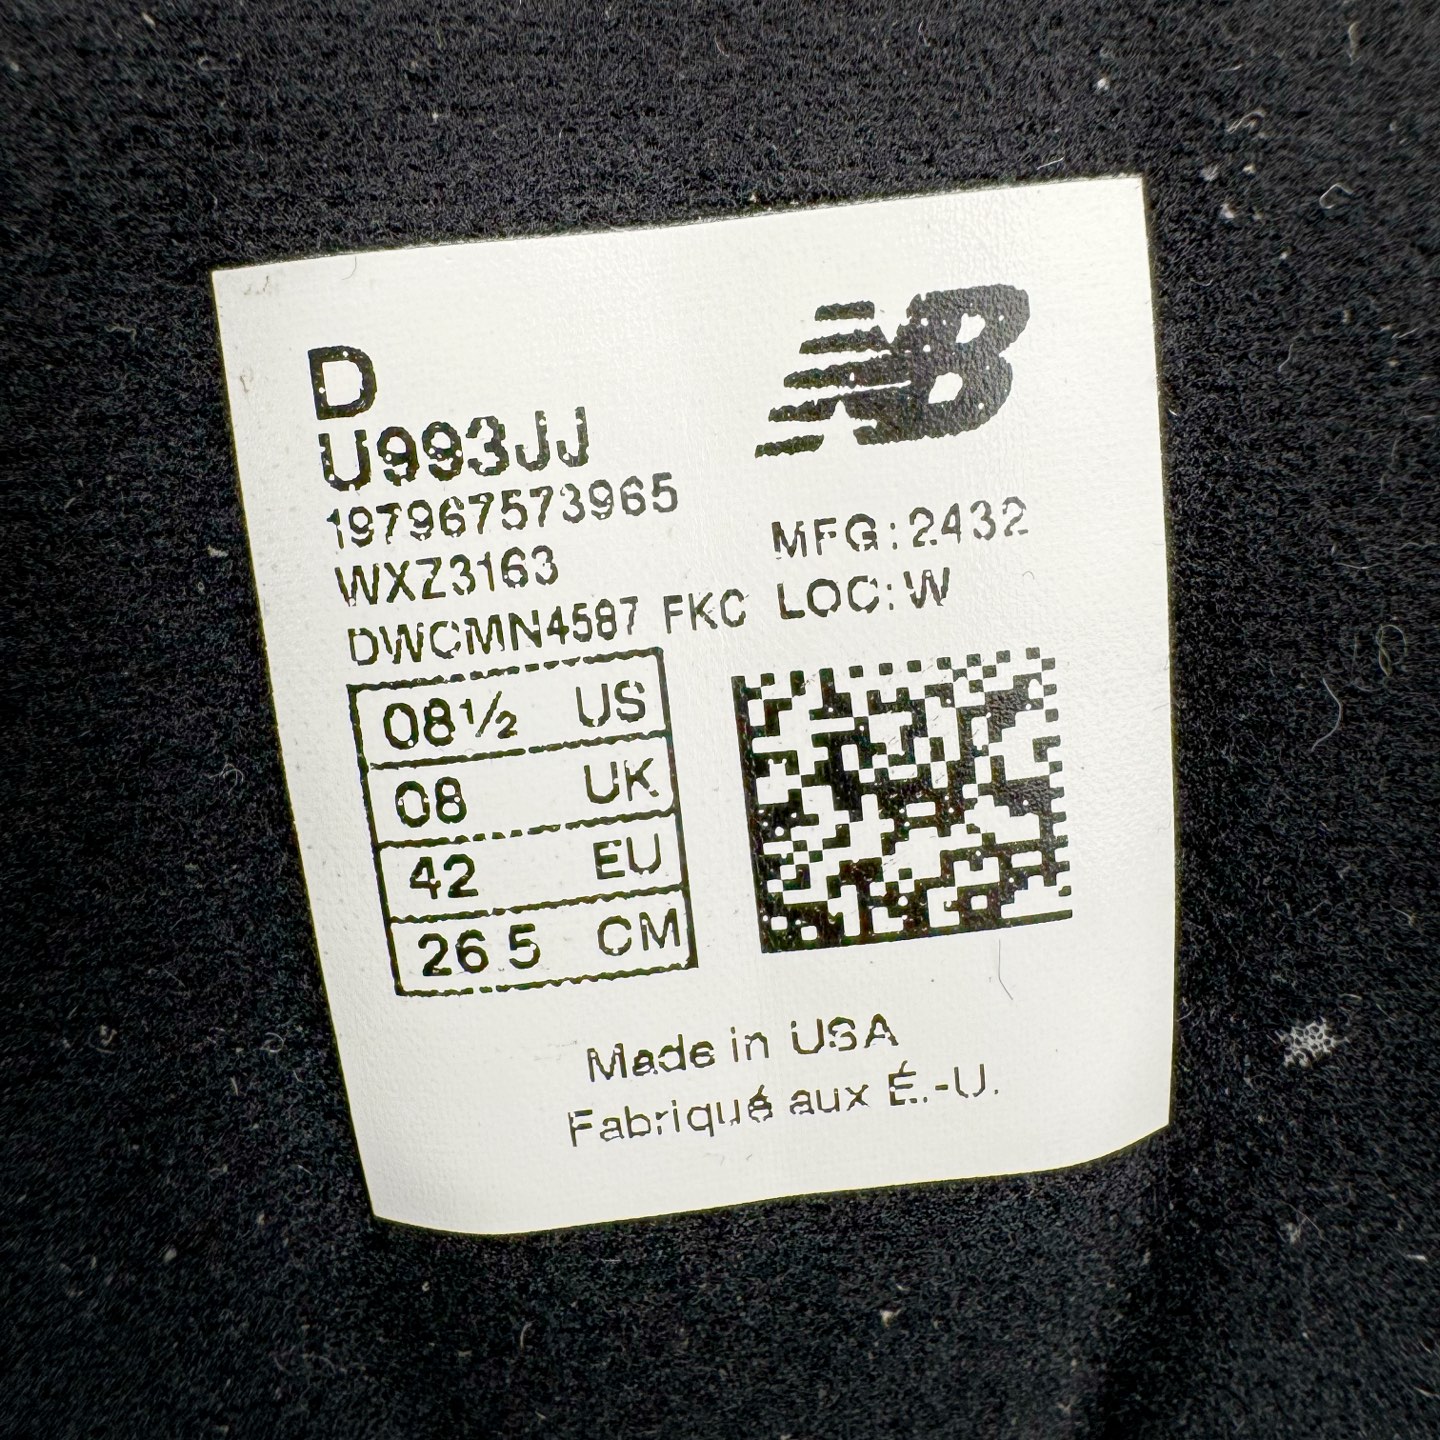 D
U993JJ
197967573965
WXZ3163
DWCMN4587 FKC
NB
MFG:2432
LOC:W
08½ US
08 UK
42 EU
26 5 CM
Made in USA
Fabriqué aux É.-U.